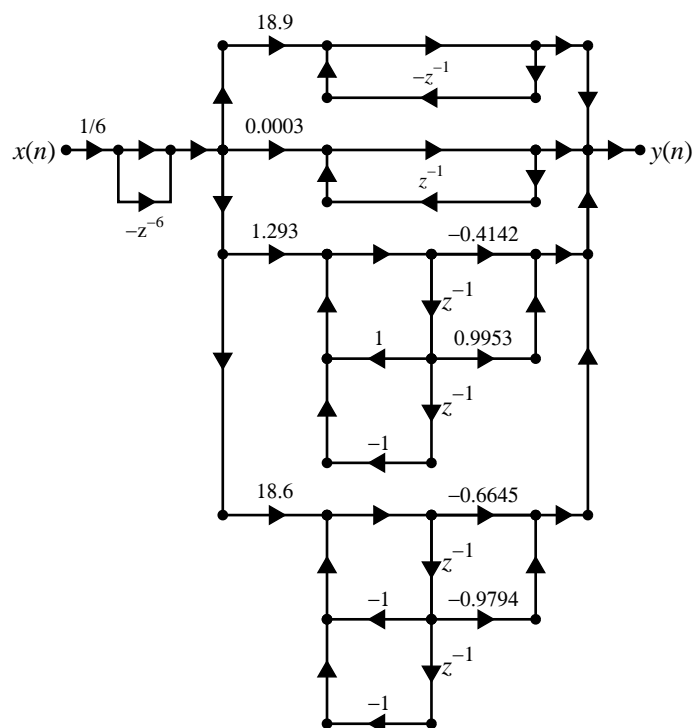 18.9
−z⁻¹
1/6
0.0003
x(n)
y(n)
z⁻¹
−z⁻⁶
1.293
−0.4142
z⁻¹
1
0.9953
z⁻¹
−1
18.6
−0.6645
z⁻¹
−1
−0.9794
z⁻¹
−1